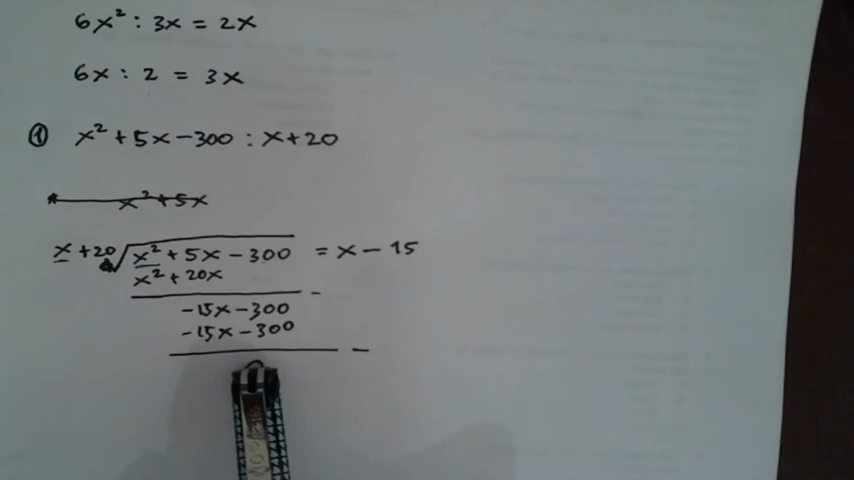 6x² : 3x = 2x
6x : 2 = 3x
① x² + 5x - 300 : x + 20
x² + 5x
x + 20 √ x² + 5x - 300 = x - 15
x² + 20x
-
-15x - 300
-15x - 300
-